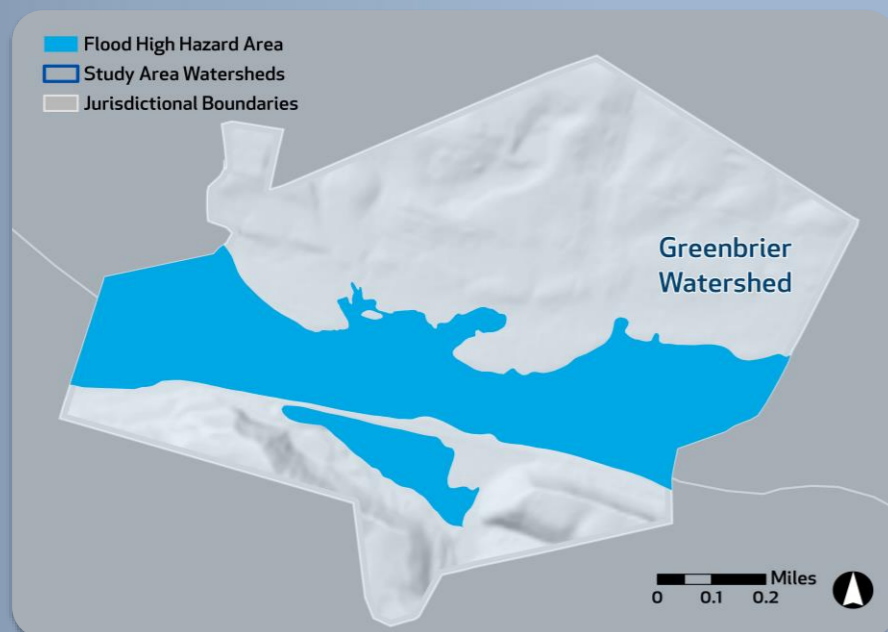 Flood High Hazard Area
Study Area Watersheds
Jurisdictional Boundaries
Greenbrier
Watershed
Miles
0 0.1 0.2